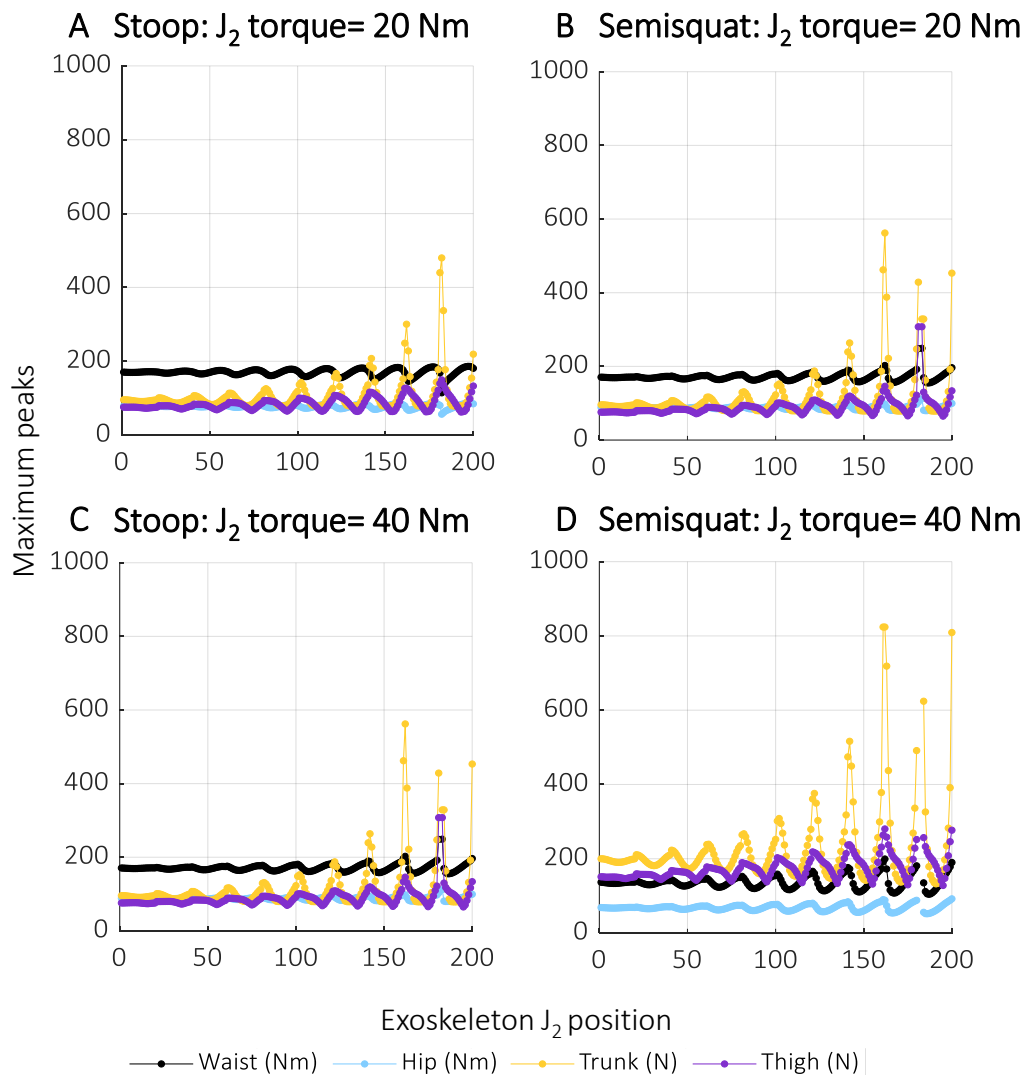 A Stoop: J2 torque= 20 Nm
B Semisquat: J2 torque= 20 Nm
1000
800
600
400
200
0
0 50 100 150 200
1000
800
600
400
200
0
0 50 100 150 200
Maximum peaks
C Stoop: J2 torque= 40 Nm
D Semisquat: J2 torque= 40 Nm
1000
800
600
400
200
0
0 50 100 150 200
1000
800
600
400
200
0
0 50 100 150 200
Exoskeleton J2 position
Waist (Nm) Hip (Nm) Trunk (N) Thigh (N)